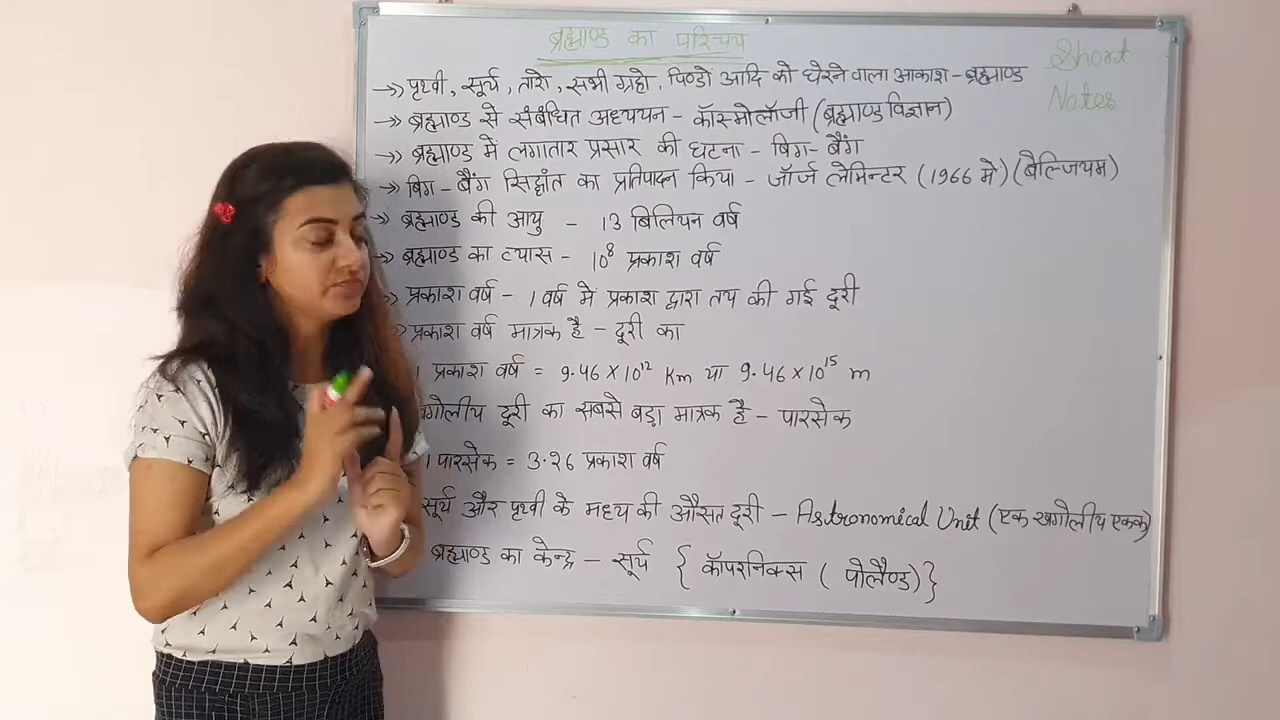 ब्रह्माण्ड का परिचय
Short
Notes
→» पृथ्वी, सूर्य, तारो, सभी ग्रहो, पिण्डों आदि को घेरने वाला आकाश - ब्रह्माण्ड
→» ब्रह्माण्ड से संबंधित अध्ययन - कॉस्मोलॉजी (ब्रह्माण्ड विज्ञान)
→» ब्रह्माण्ड में लगातार प्रसार की घटना - बिग - बैंग
→» बिग - बैंग सिद्धांत का प्रतिपादन किया - जॉर्ज लेमिन्टर (1966 मे) (बेल्जियम)
→» ब्रह्माण्ड की आयु - 13 बिलियन वर्ष
→» ब्रह्माण्ड का व्यास - 10⁸ प्रकाश वर्ष
» प्रकाश वर्ष - 1 वर्ष में प्रकाश द्वारा तय की गई दूरी
» प्रकाश वर्ष मात्रक है - दूरी का
1 प्रकाश वर्ष = 9.46 × 10¹² Km या 9.46 × 10¹⁵ m
खगोलीय दूरी का सबसे बड़ा मात्रक है - पारसेक
1 पारसेक = 3.26 प्रकाश वर्ष
सूर्य और पृथ्वी के मध्य की औसत दूरी - Astronomical Unit (एक खगोलीय एकक)
ब्रह्माण्ड का केन्द्र - सूर्य { कॉपरनिक्स ( पोलैण्ड) }